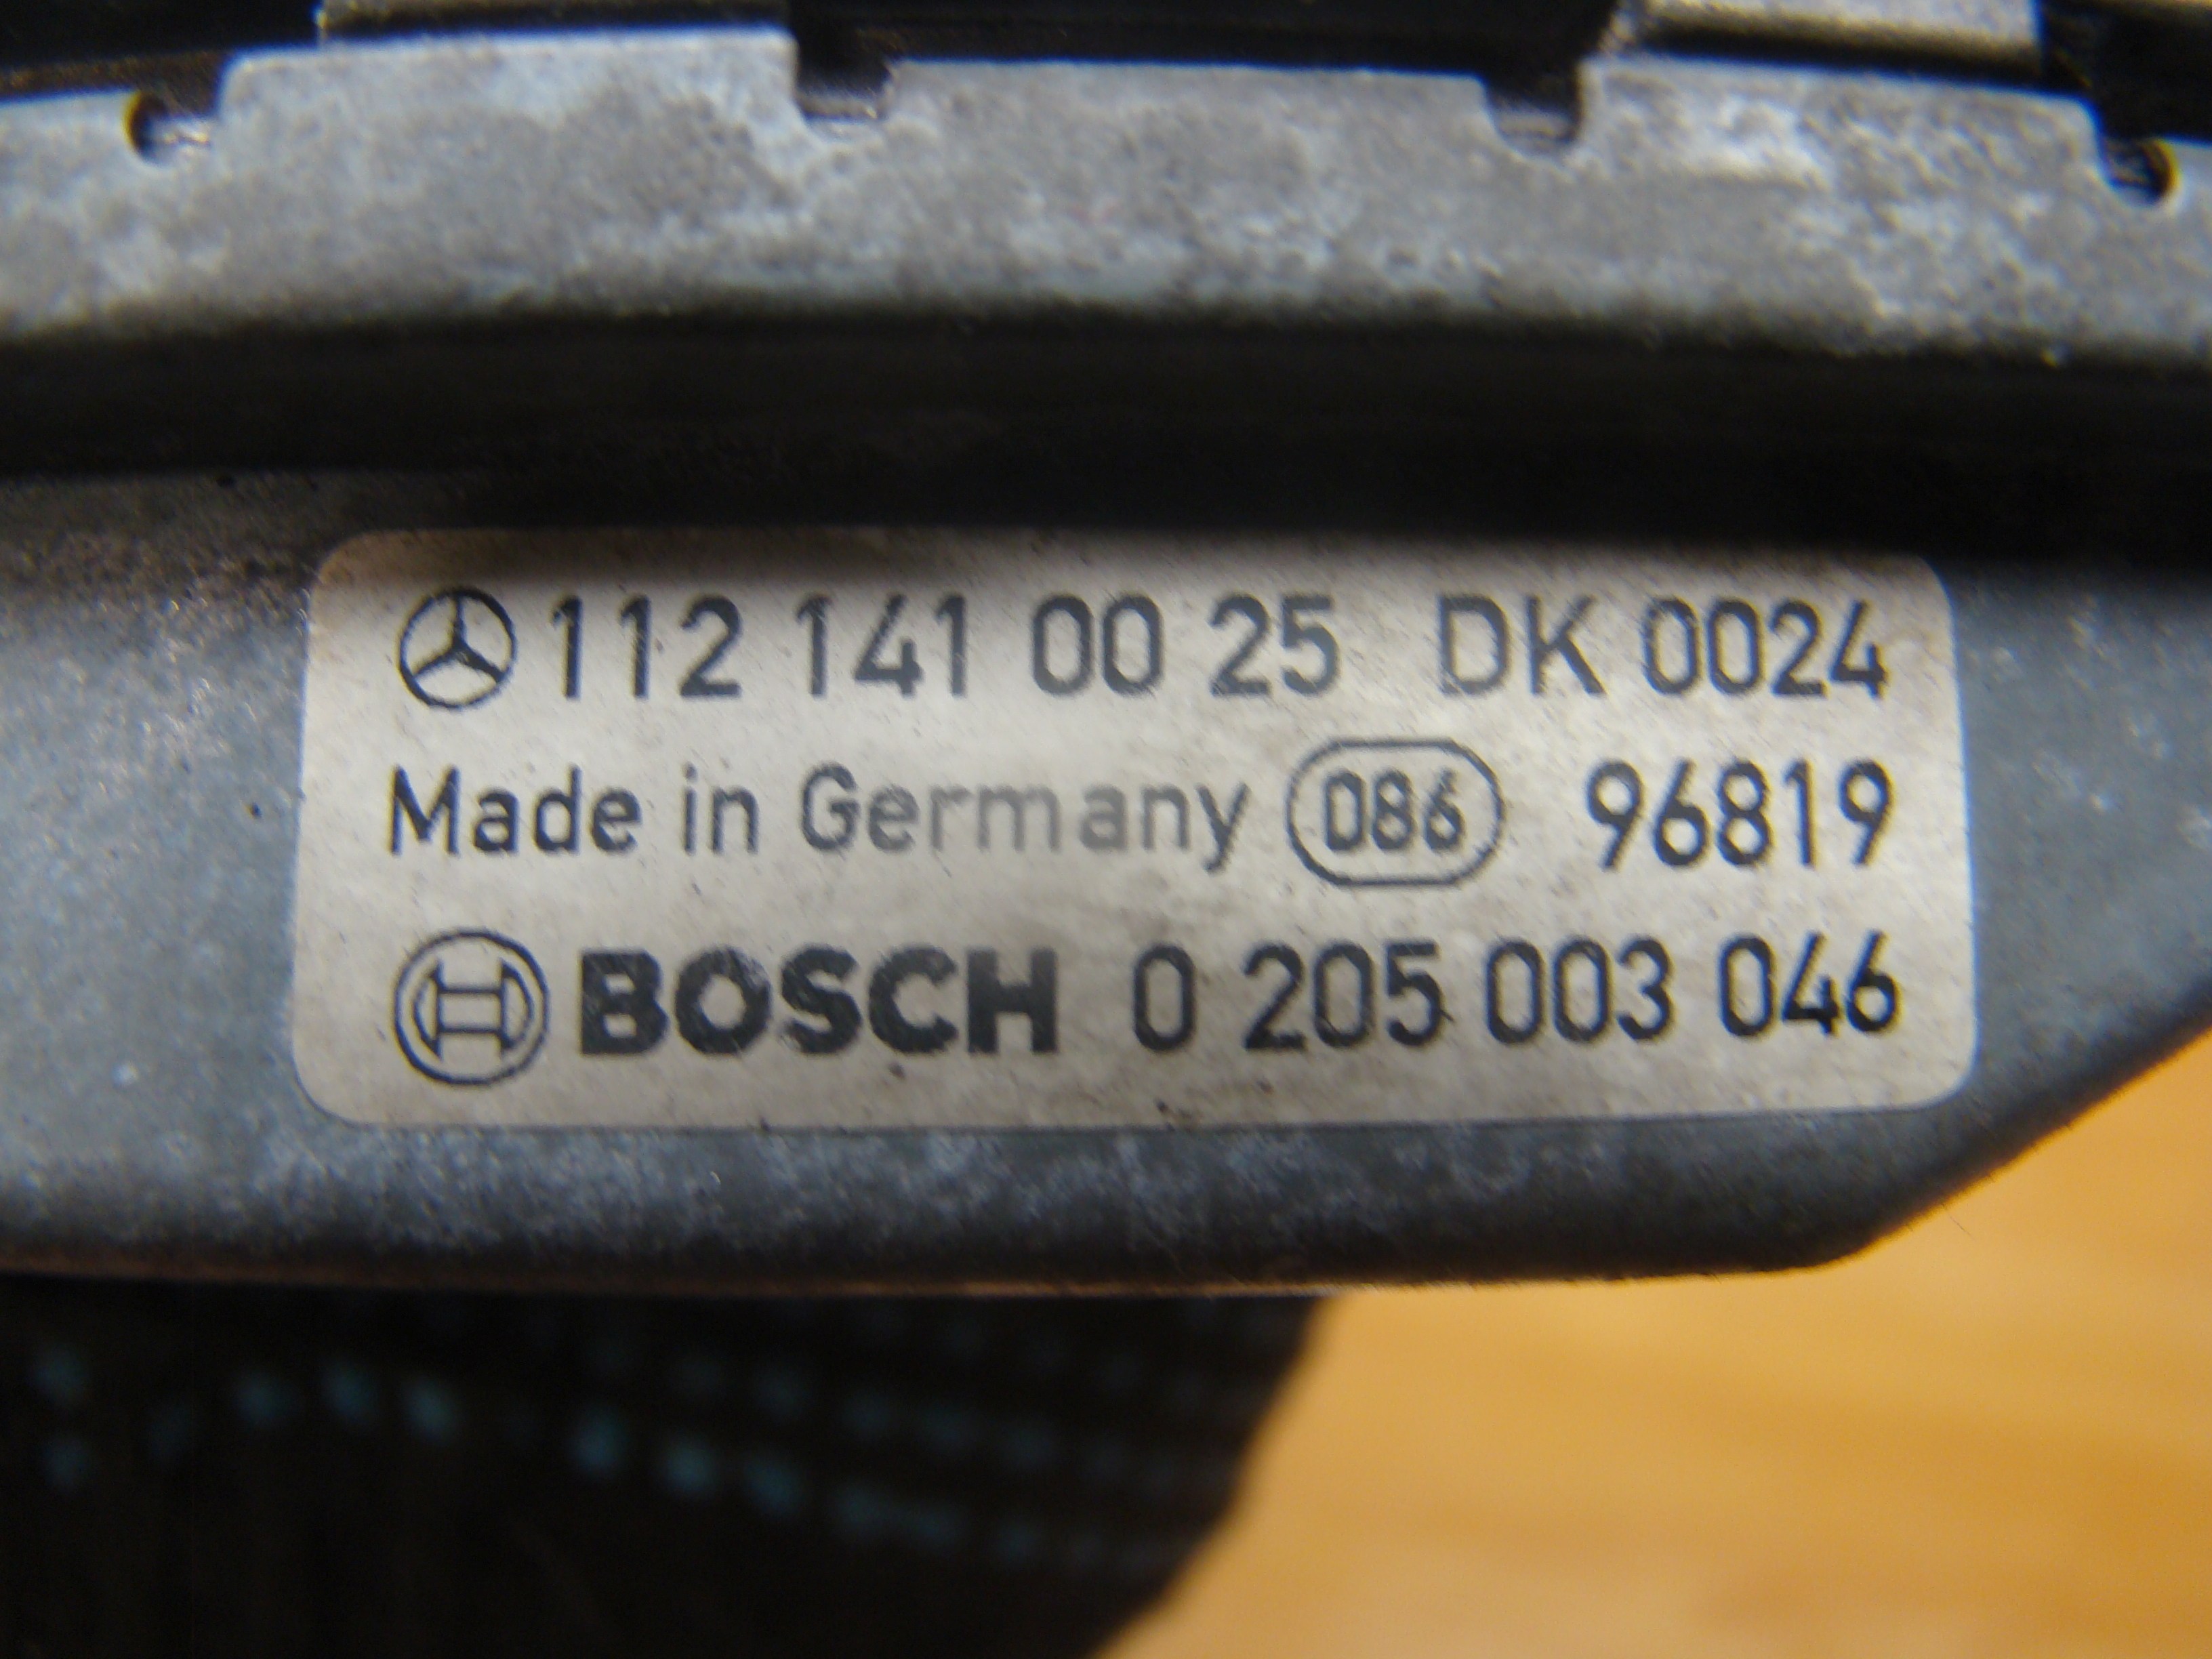 112 141 00 25 DK 0024
Made in Germany 086 96819
BOSCH 0 205 003 046